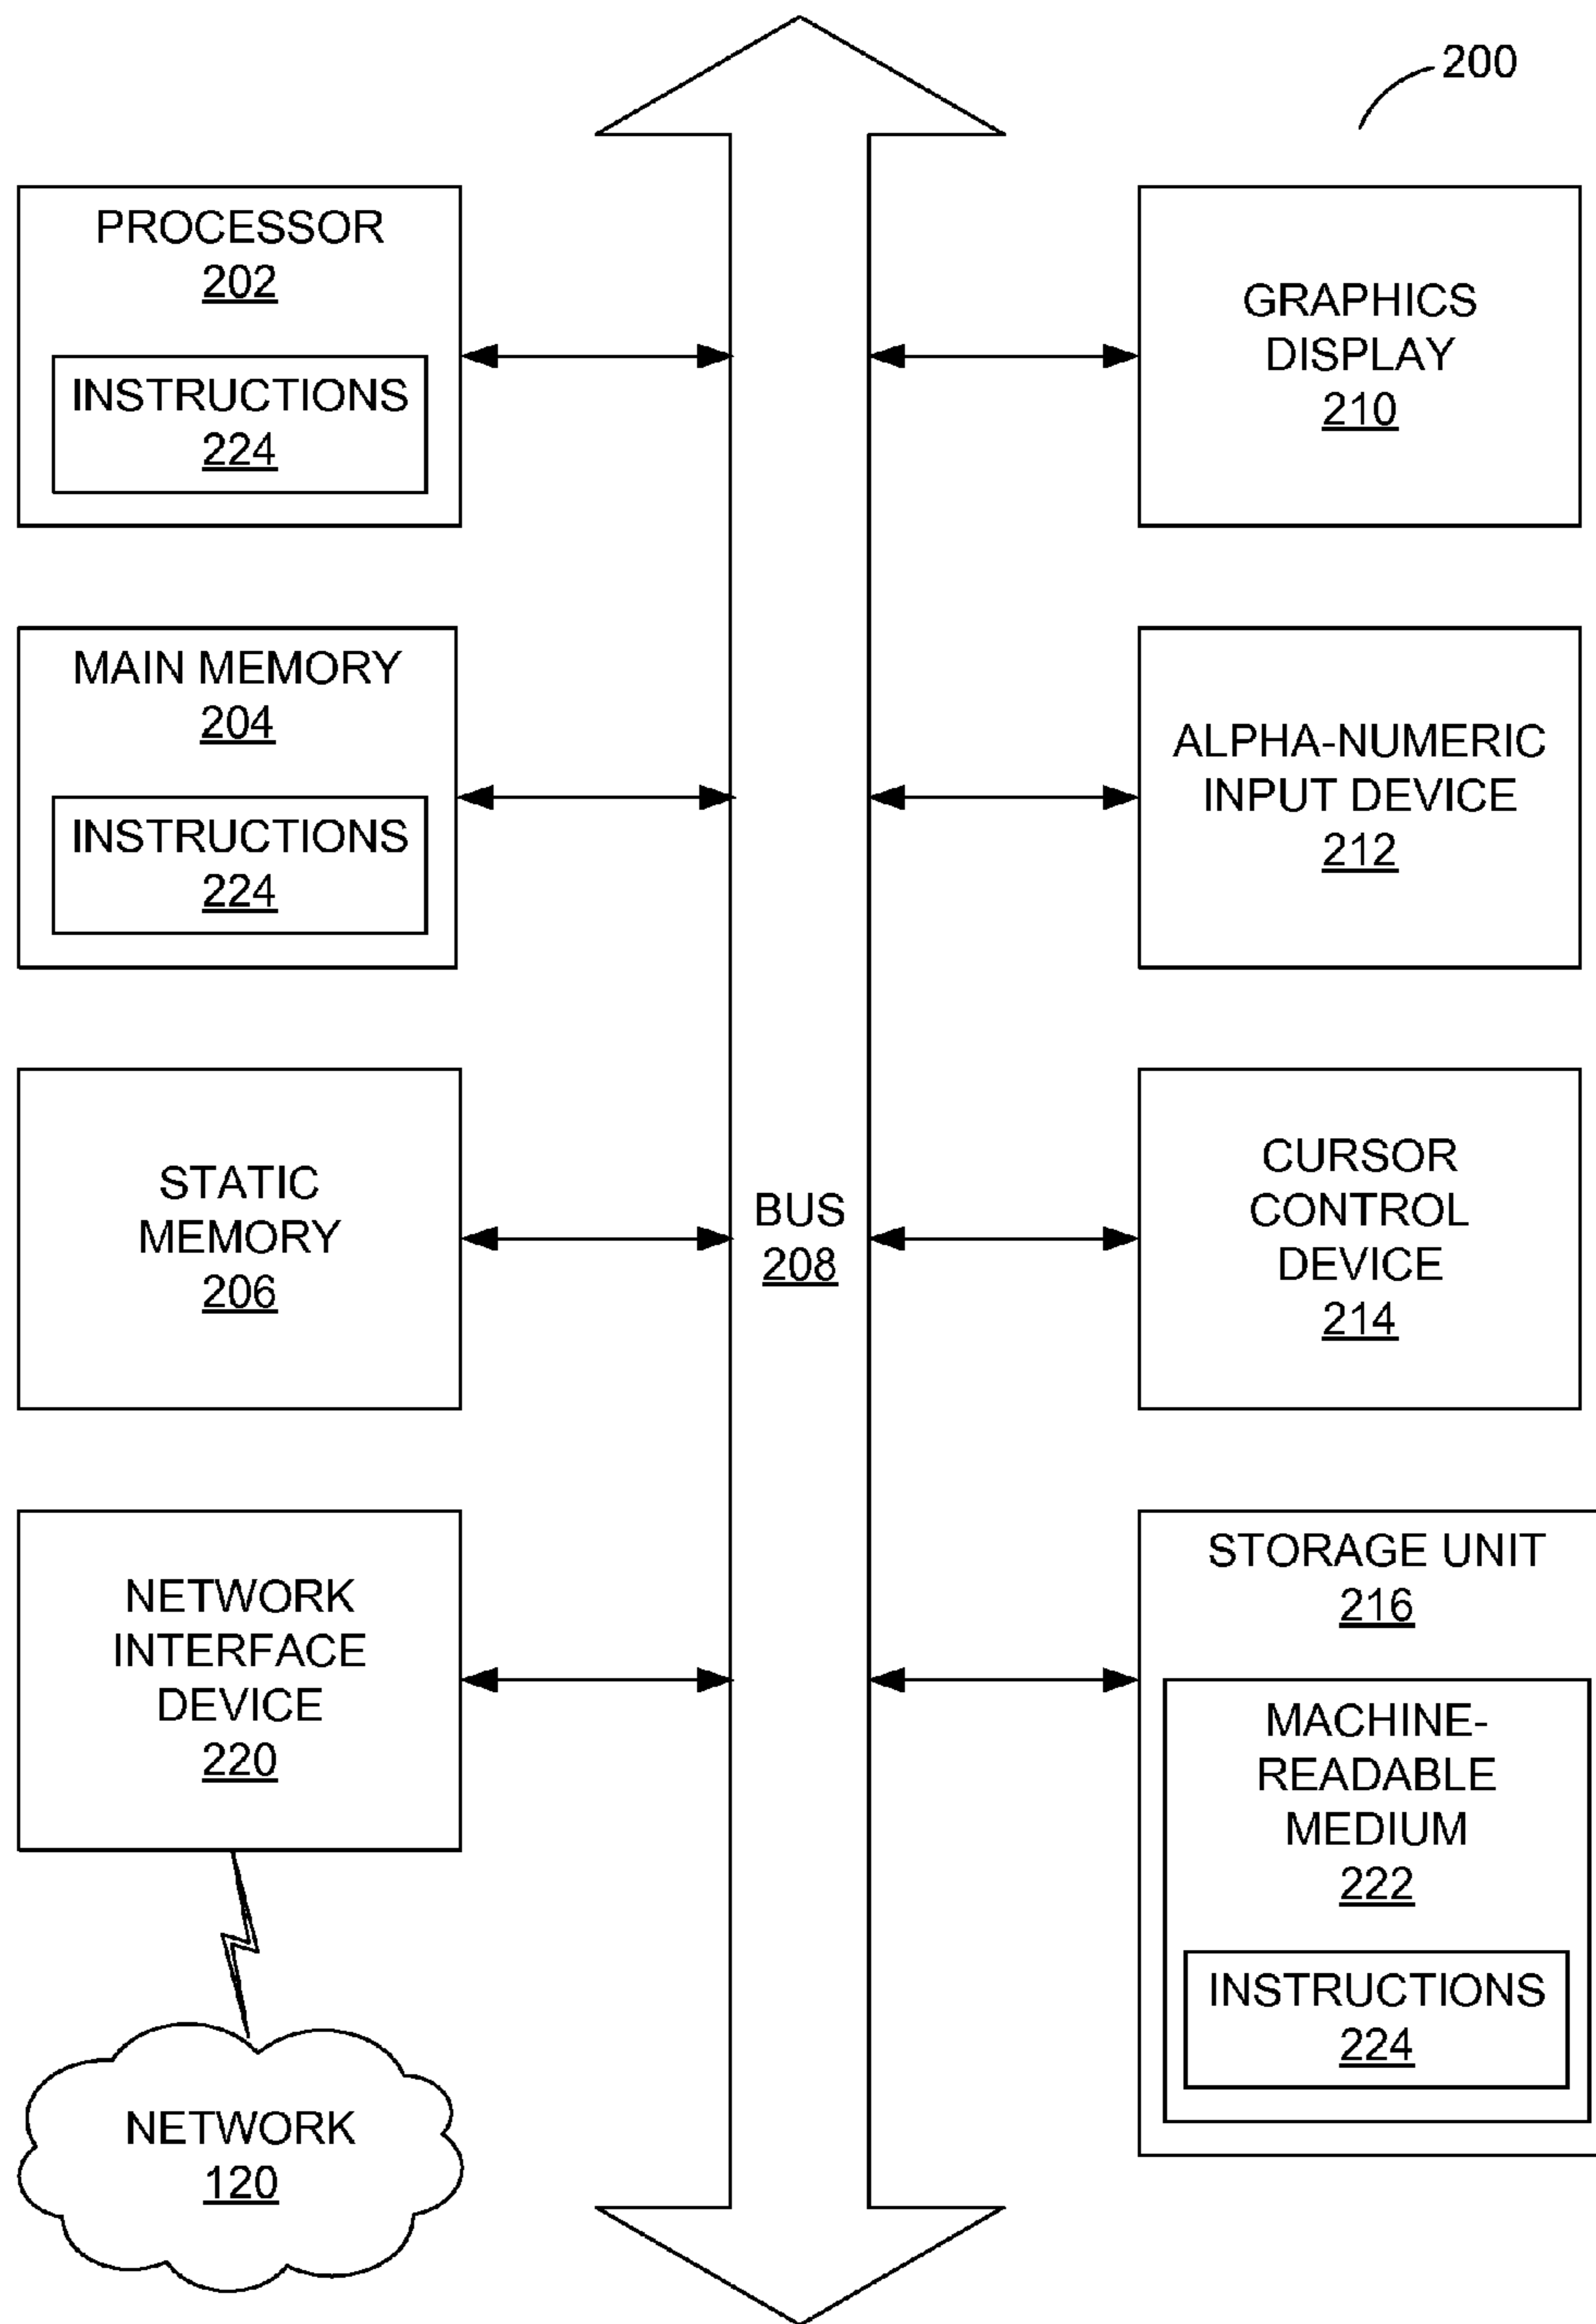 200
PROCESSOR
202
INSTRUCTIONS
224
MAIN MEMORY
204
INSTRUCTIONS
224
STATIC
MEMORY
206
NETWORK
INTERFACE
DEVICE
220
NETWORK
120
BUS
208
GRAPHICS
DISPLAY
210
ALPHA-NUMERIC
INPUT DEVICE
212
CURSOR
CONTROL
DEVICE
214
STORAGE UNIT
216
MACHINE-
READABLE
MEDIUM
222
INSTRUCTIONS
224